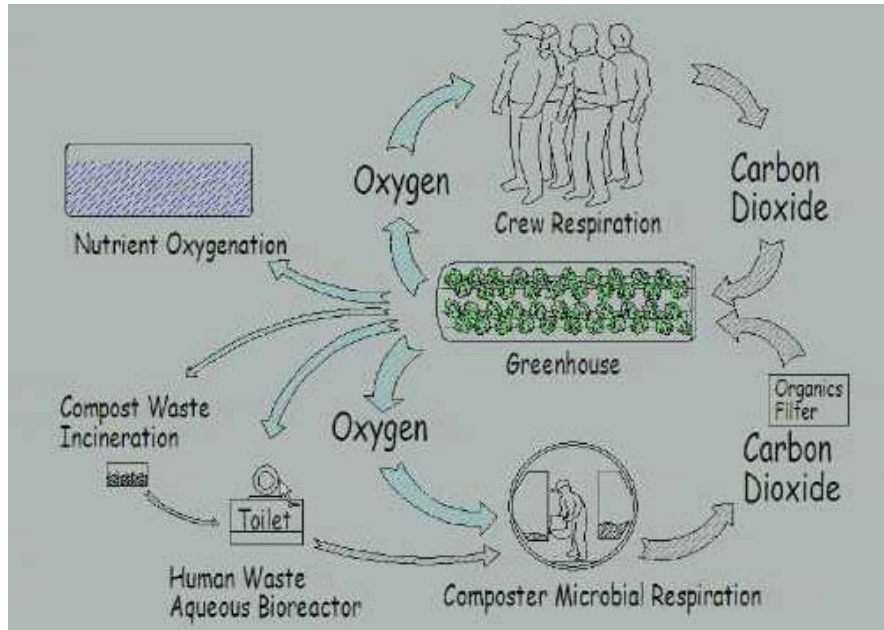 Oxygen
Crew Respiration
Carbon
Dioxide
Nutrient Oxygenation
Greenhouse
Organics
Filter
Compost Waste
Incineration
Oxygen
Carbon
Dioxide
Toilet
Human Waste
Aqueous Bioreactor
Composter Microbial Respiration